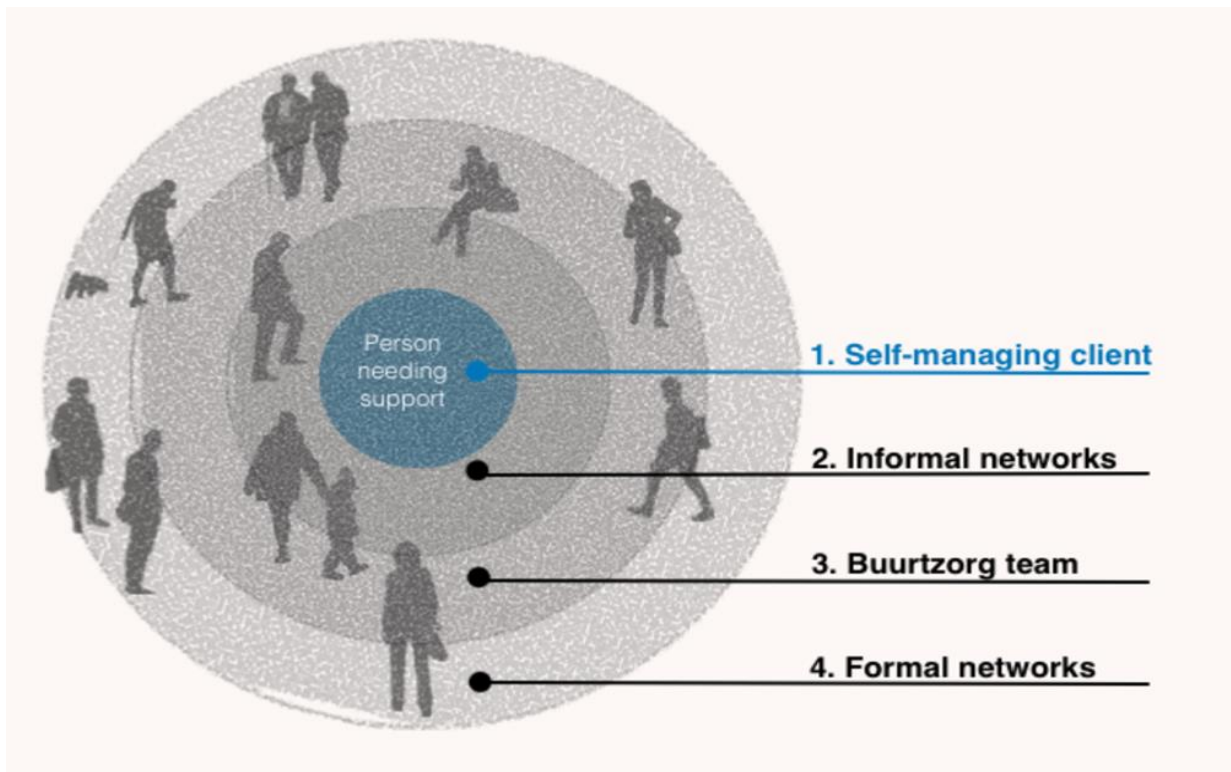 Person
needing
support
1. Self-managing client
2. Informal networks
3. Buurtzorg team
4. Formal networks